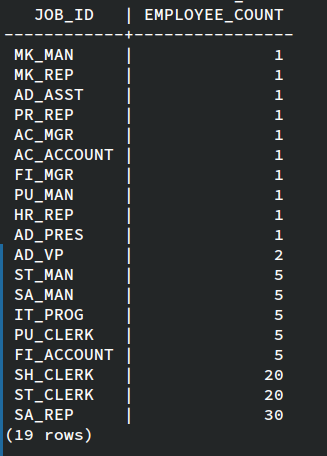 JOB_ID | EMPLOYEE_COUNT
------------+----------------
MK_MAN | 1
MK_REP | 1
AD_ASST | 1
PR_REP | 1
AC_MGR | 1
AC_ACCOUNT | 1
FI_MGR | 1
PU_MAN | 1
HR_REP | 1
AD_PRES | 1
AD_VP | 2
ST_MAN | 5
SA_MAN | 5
IT_PROG | 5
PU_CLERK | 5
FI_ACCOUNT | 5
SH_CLERK | 20
ST_CLERK | 20
SA_REP | 30
(19 rows)